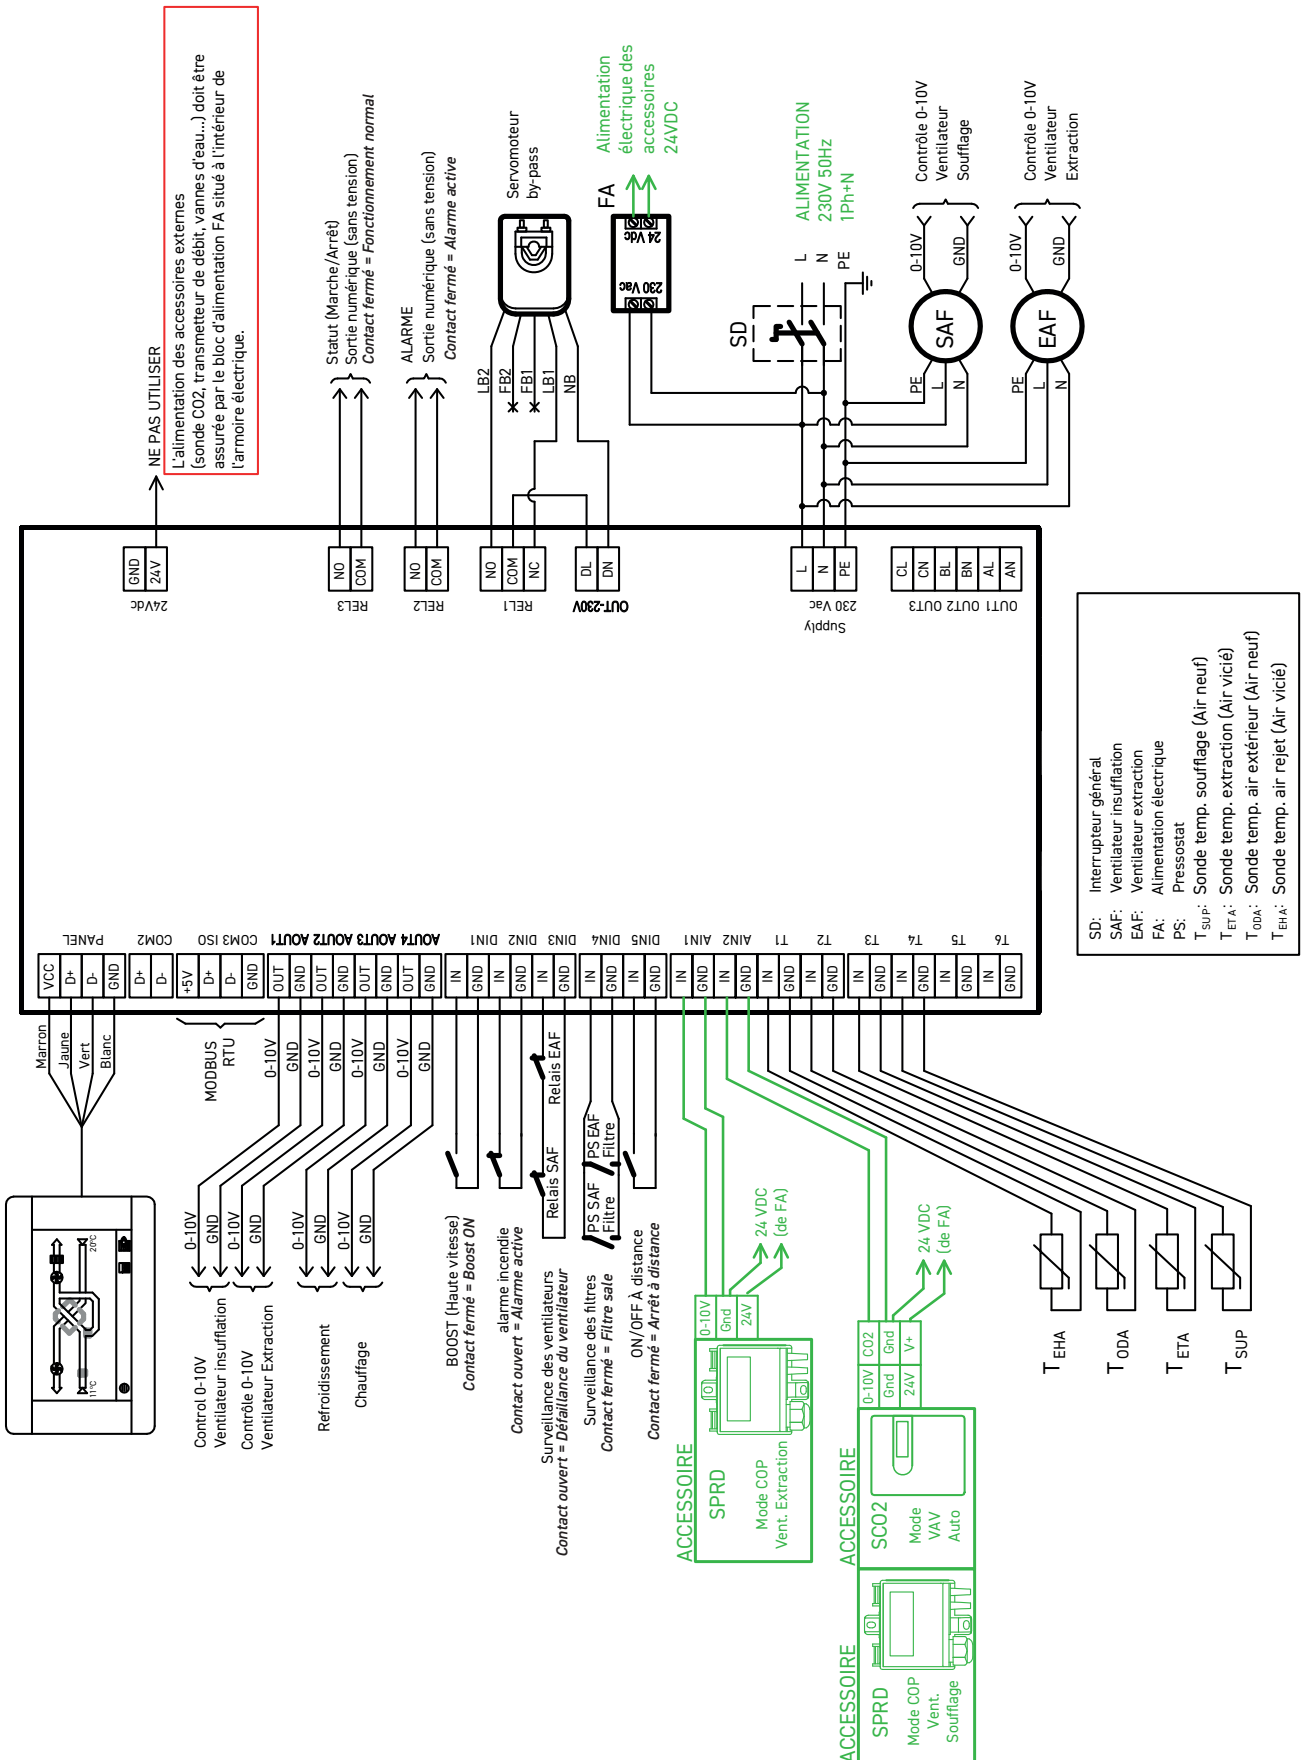 NE PAS UTILISER
L'alimentation des accessoires externes
(sonde CO2, transmetteur de débit, vannes d'eau...) doit être
assurée par le bloc d'alimentation FA situé à l'intérieur de
l'armoire électrique.
Statut (Marche/Arrêt)
Sortie numérique (sans tension)
Contact fermé = Fonctionnement normal
ALARME
Sortie numérique (sans tension)
Contact fermé = Alarme active
Servomoteur
by-pass
LB2
FB2
FB1
LB1
NB
FA
230 Vac
24 Vdc
Alimentation
électrique des
accessoires
24VDC
SD
ALIMENTATION
230V 50Hz
1Ph+N
L
N
PE
SAF
PE
L
N
0-10V
GND
Contrôle 0-10V
Ventilateur
Soufflage
EAF
PE
L
N
0-10V
GND
Contrôle 0-10V
Ventilateur
Extraction
GND
24V
24Vdc
NO
COM
REL3
NO
COM
REL2
NO
COM
NC
REL1
DL
DN
OUT-230V
L
N
PE
230 Vac
Supply
CL
CN
BL
BN
AL
AN
OUT1 OUT2 OUT3
PANEL
COM2
COM3 ISO
AOUT1
AOUT2
AOUT3
AOUT4
DIN1
DIN2
DIN3
DIN4
DIN5
AIN1
AIN2
T1
T2
T3
T4
T5
T6
VCC
D+
D-
GND
D+
D-
+5V
D+
D-
GND
OUT
GND
OUT
GND
OUT
GND
OUT
GND
IN
GND
IN
GND
IN
GND
IN
GND
IN
GND
IN
GND
IN
GND
IN
GND
IN
GND
IN
GND
IN
GND
IN
GND
IN
GND
Marron
Jaune
Vert
Blanc
MODBUS
RTU
0-10V
GND
0-10V
GND
0-10V
GND
0-10V
GND
11ºC
20ºC
0-10V
GND
0-10V
GND
0-10V
GND
0-10V
GND
Control 0-10V
Ventilateur insufflation
Contrôle 0-10V
Ventilateur Extraction
Refroidissement
Chauffage
BOOST (Haute vitesse)
Contact fermé = Boost ON
alarme incendie
Contact ouvert = Alarme active
Relais SAF
Relais EAF
Surveillance des ventilateurs
Contact ouvert = Défaillance du ventilateur
PS SAF
Filtre
PS EAF
Filtre
Surveillance des filtres
Contact fermé = Filtre sale
ON/OFF À distance
Contact fermé = Arrêt à distance
ACCESSOIRE
SPRD
Mode COP
Vent. Extraction
0-10V
Gnd
24V
24 VDC
(de FA)
ACCESSOIRE
SCO2
Mode
VAV
Auto
0-10V
Gnd
24V
CO2
Gnd
V+
24 VDC
(de FA)
ACCESSOIRE
SPRD
Mode COP
Vent.
Soufflage
T EHA
T ODA
T ETA
T SUP
SD: Interrupteur général
SAF: Ventilateur insufflation
EAF: Ventilateur extraction
FA: Alimentation électrique
PS: Pressostat
T SUP: Sonde temp. soufflage (Air neuf)
T ETA: Sonde temp. extraction (Air vicié)
T ODA: Sonde temp. air extérieur (Air neuf)
T EHA: Sonde temp. air rejet (Air vicié)